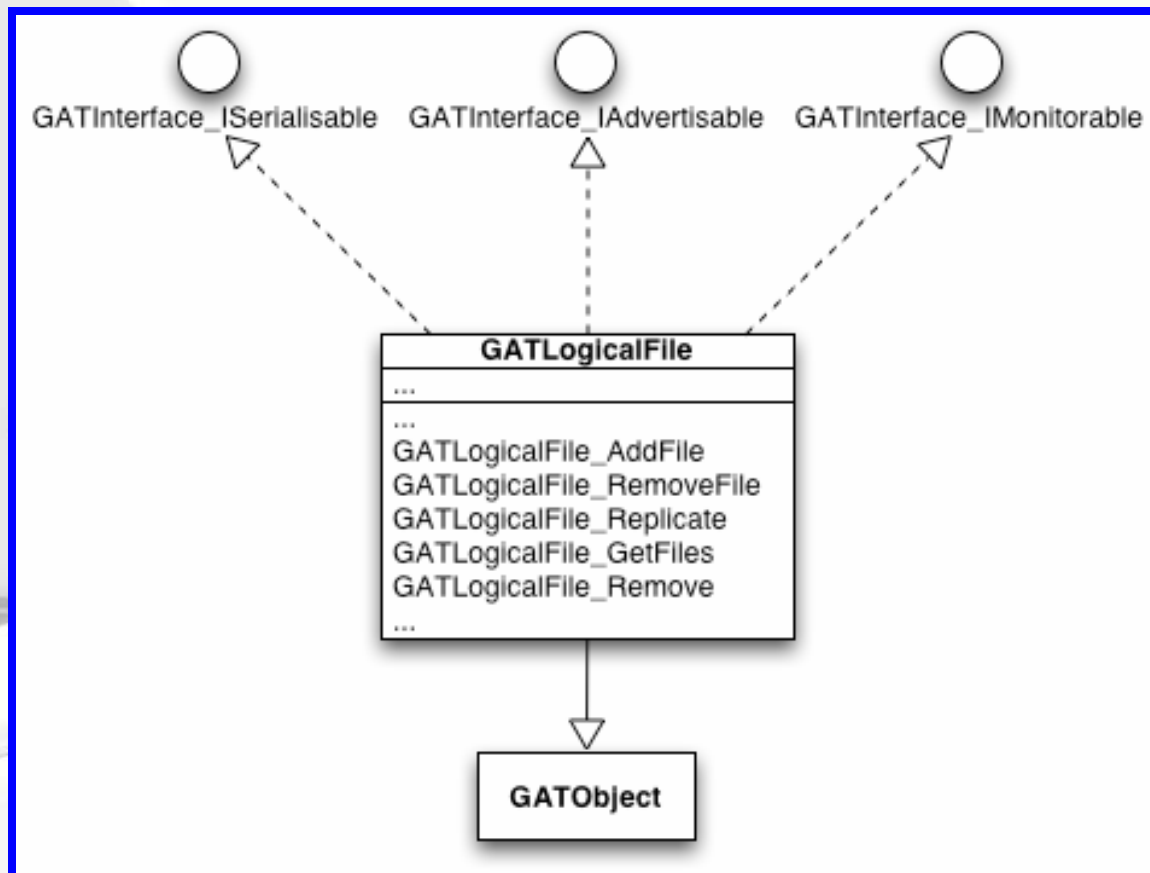 GATInterface_ISerialisable GATInterface_IAdvertisable GATInterface_IMonitorable
GATLogicalFile
...
...
GATLogicalFile_AddFile
GATLogicalFile_RemoveFile
GATLogicalFile_Replicate
GATLogicalFile_GetFiles
GATLogicalFile_Remove
...
GATObject